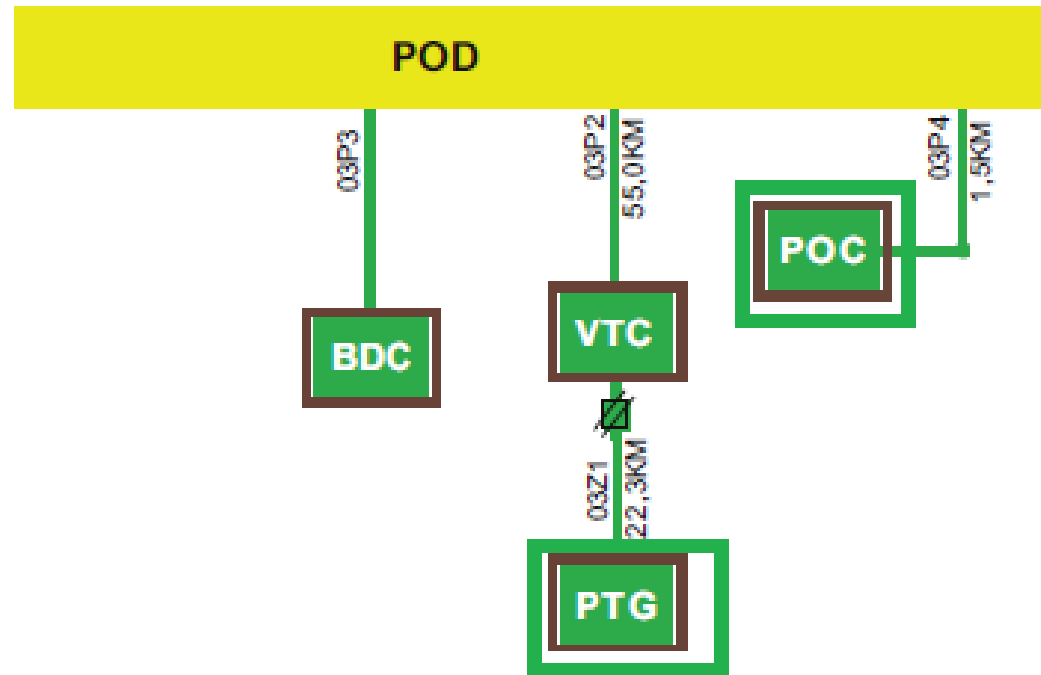 POD
03P3
03P2
55,0KM
03P4
1,5KM
POC
VTC
BDC
03Z1
22,3KM
PTG